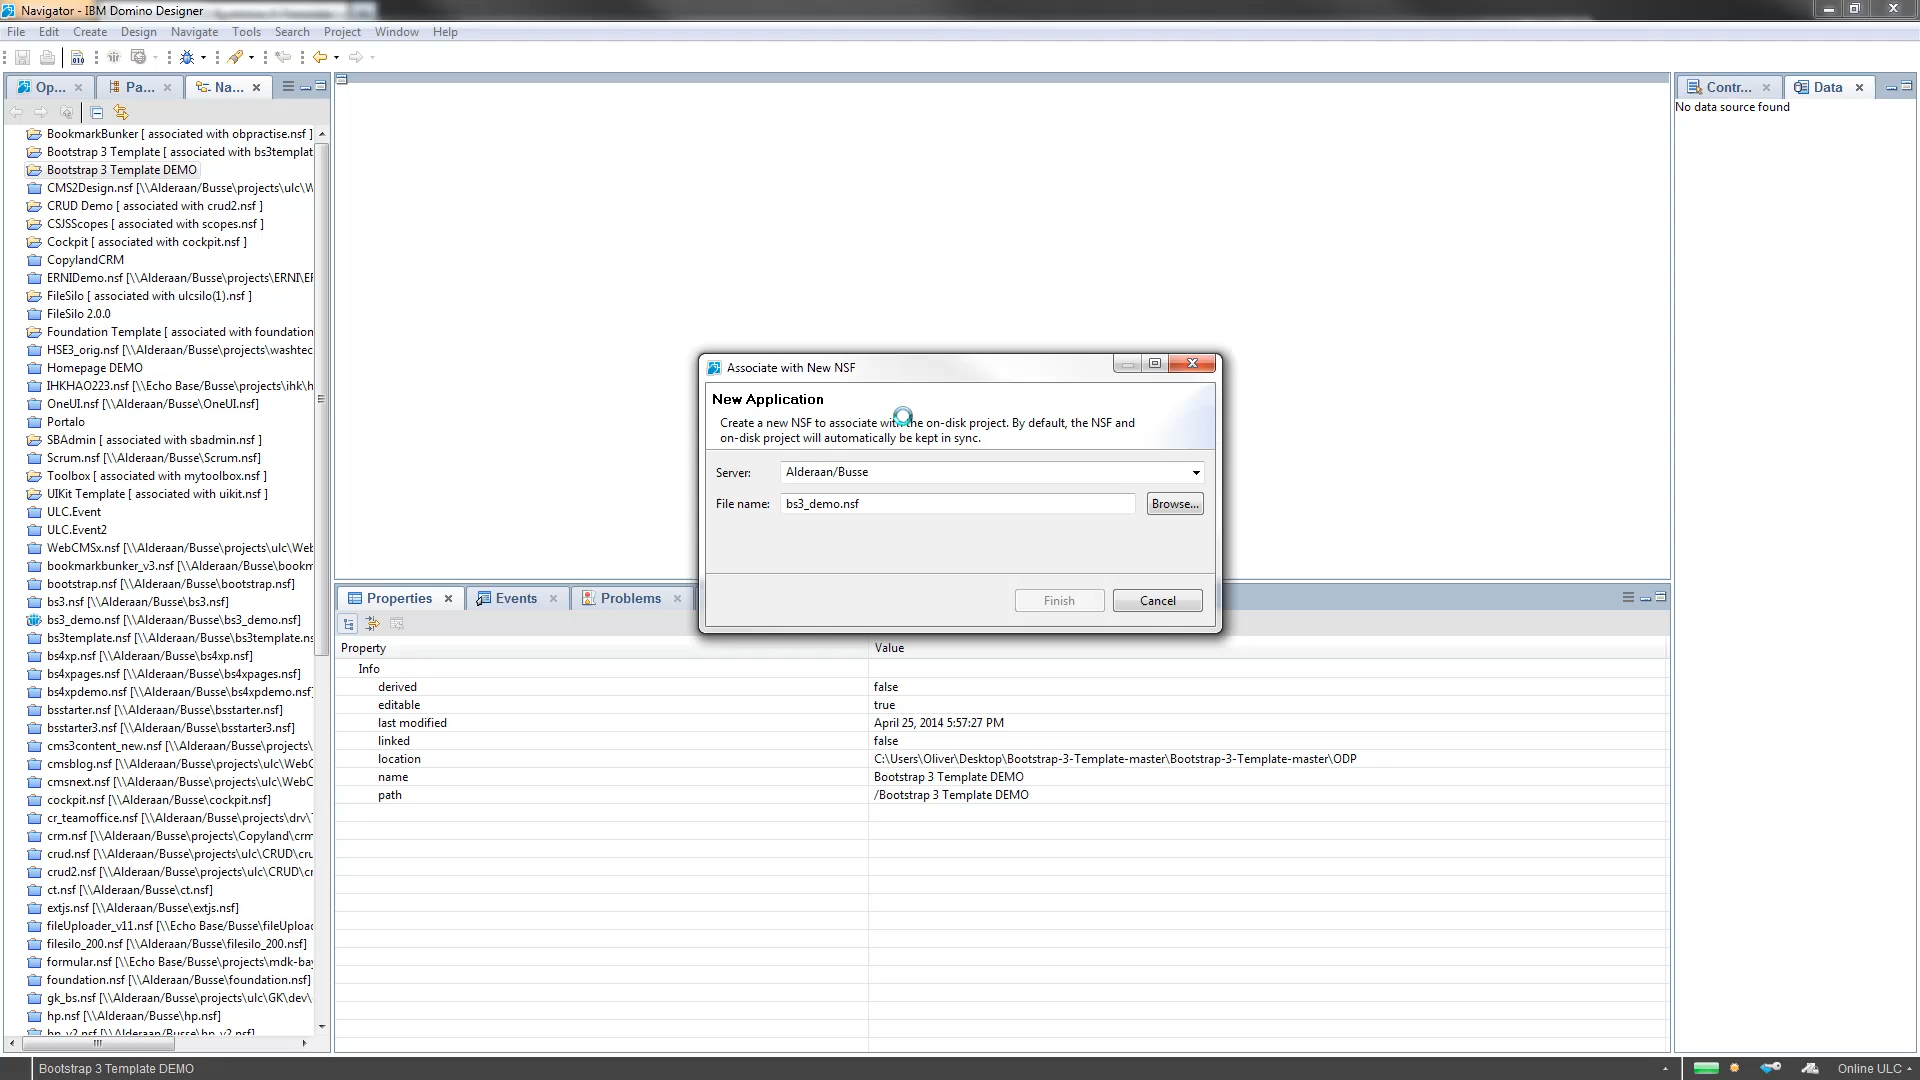 Navigator - IBM Domino Designer
File Edit Create Design Navigate Tools Search Project Window Help
Op... Pa... Na... Contr... Data
No data source found
BookmarkBunker [ associated with obpractise.nsf ]
Bootstrap 3 Template [ associated with bs3templat
Bootstrap 3 Template DEMO
CMS2Design.nsf [\\Alderaan/Busse\projects\ulc\W
CRUD Demo [ associated with crud2.nsf ]
CSJSScopes [ associated with scopes.nsf ]
Cockpit [ associated with cockpit.nsf ]
CopylandCRM
ERNIDemo.nsf [\\Alderaan/Busse\projects\ERNI\EF
FileSilo [ associated with ulcsilo(1).nsf ]
FileSilo 2.0.0
Foundation Template [ associated with foundation
HSE3_orig.nsf [\\Alderaan/Busse\projects\washtec
Homepage DEMO
IHKHAO223.nsf [\\Echo Base/Busse\projects\ihk\h
OneUI.nsf [\\Alderaan/Busse\OneUI.nsf]
Portalo
SBAdmin [ associated with sbadmin.nsf ]
Scrum.nsf [\\Alderaan/Busse\Scrum.nsf]
Toolbox [ associated with mytoolbox.nsf ]
UIKit Template [ associated with uikit.nsf ]
ULC.Event
ULC.Event2
WebCMSx.nsf [\\Alderaan/Busse\projects\ulc\Web
bookmarkbunker_v3.nsf [\\Alderaan/Busse\bookm
bootstrap.nsf [\\Alderaan/Busse\bootstrap.nsf]
bs3.nsf [\\Alderaan/Busse\bs3.nsf]
bs3_demo.nsf [\\Alderaan/Busse\bs3_demo.nsf]
bs3template.nsf [\\Alderaan/Busse\bs3template.ns
bs4xp.nsf [\\Alderaan/Busse\bs4xp.nsf]
bs4xpages.nsf [\\Alderaan/Busse\bs4xpages.nsf]
bs4xpdemo.nsf [\\Alderaan/Busse\bs4xpdemo.nsf]
bsstarter.nsf [\\Alderaan/Busse\bsstarter.nsf]
bsstarter3.nsf [\\Alderaan/Busse\bsstarter3.nsf]
cms3content_new.nsf [\\Alderaan/Busse\projects\
cmsblog.nsf [\\Alderaan/Busse\projects\ulc\WebC
cmsnext.nsf [\\Alderaan/Busse\projects\ulc\WebC
cockpit.nsf [\\Alderaan/Busse\cockpit.nsf]
cr_teamoffice.nsf [\\Alderaan/Busse\projects\drv\
crm.nsf [\\Alderaan/Busse\projects\Copyland\crm
crud.nsf [\\Alderaan/Busse\projects\ulc\CRUD\cru
crud2.nsf [\\Alderaan/Busse\projects\ulc\CRUD\cr
ct.nsf [\\Alderaan/Busse\ct.nsf]
extjs.nsf [\\Alderaan/Busse\extjs.nsf]
fileUploader_v11.nsf [\\Echo Base/Busse\fileUploac
filesilo_200.nsf [\\Alderaan/Busse\filesilo_200.nsf]
formular.nsf [\\Echo Base/Busse\projects\mdk-bay
foundation.nsf [\\Alderaan/Busse\foundation.nsf]
gk_bs.nsf [\\Alderaan/Busse\projects\ulc\GK\dev\
hp.nsf [\\Alderaan/Busse\hp.nsf]
hp_v2.nsf [\\Alderaan/Busse\hp_v2.nsf]
Associate with New NSF
New Application
Create a new NSF to associate with the on-disk project. By default, the NSF and
on-disk project will automatically be kept in sync.
Server: Alderaan/Busse
File name: bs3_demo.nsf Browse...
Finish Cancel
Properties Events Problems
Property Value
Info
derived false
editable true
last modified April 25, 2014 5:57:27 PM
linked false
location C:\Users\Oliver\Desktop\Bootstrap-3-Template-master\Bootstrap-3-Template-master\ODP
name Bootstrap 3 Template DEMO
path /Bootstrap 3 Template DEMO
Bootstrap 3 Template DEMO Online ULC